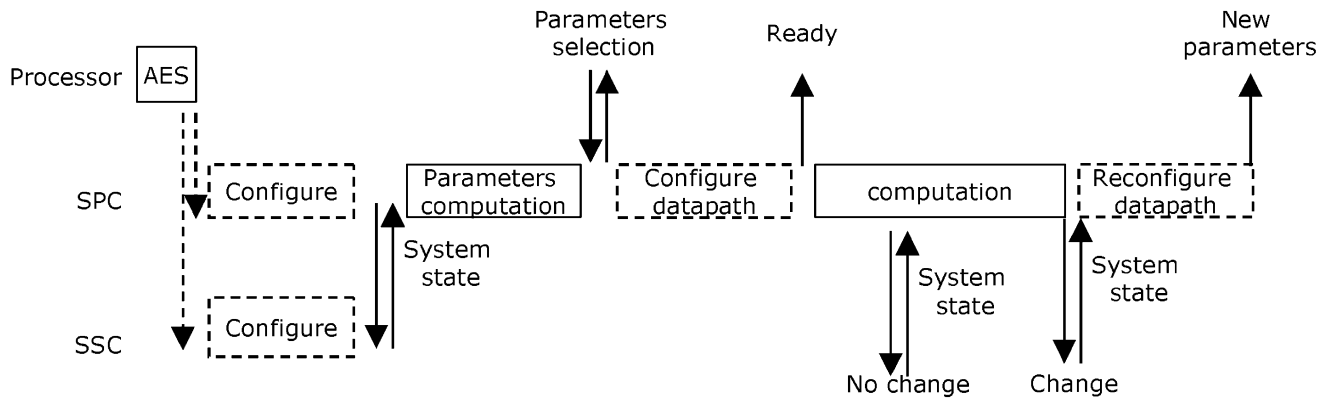 Parameters
selection
Ready
New
parameters
Processor
AES
SPC
Configure
Parameters
computation
Configure
datapath
computation
Reconfigure
datapath
System
state
System
state
System
state
SSC
Configure
No change
Change